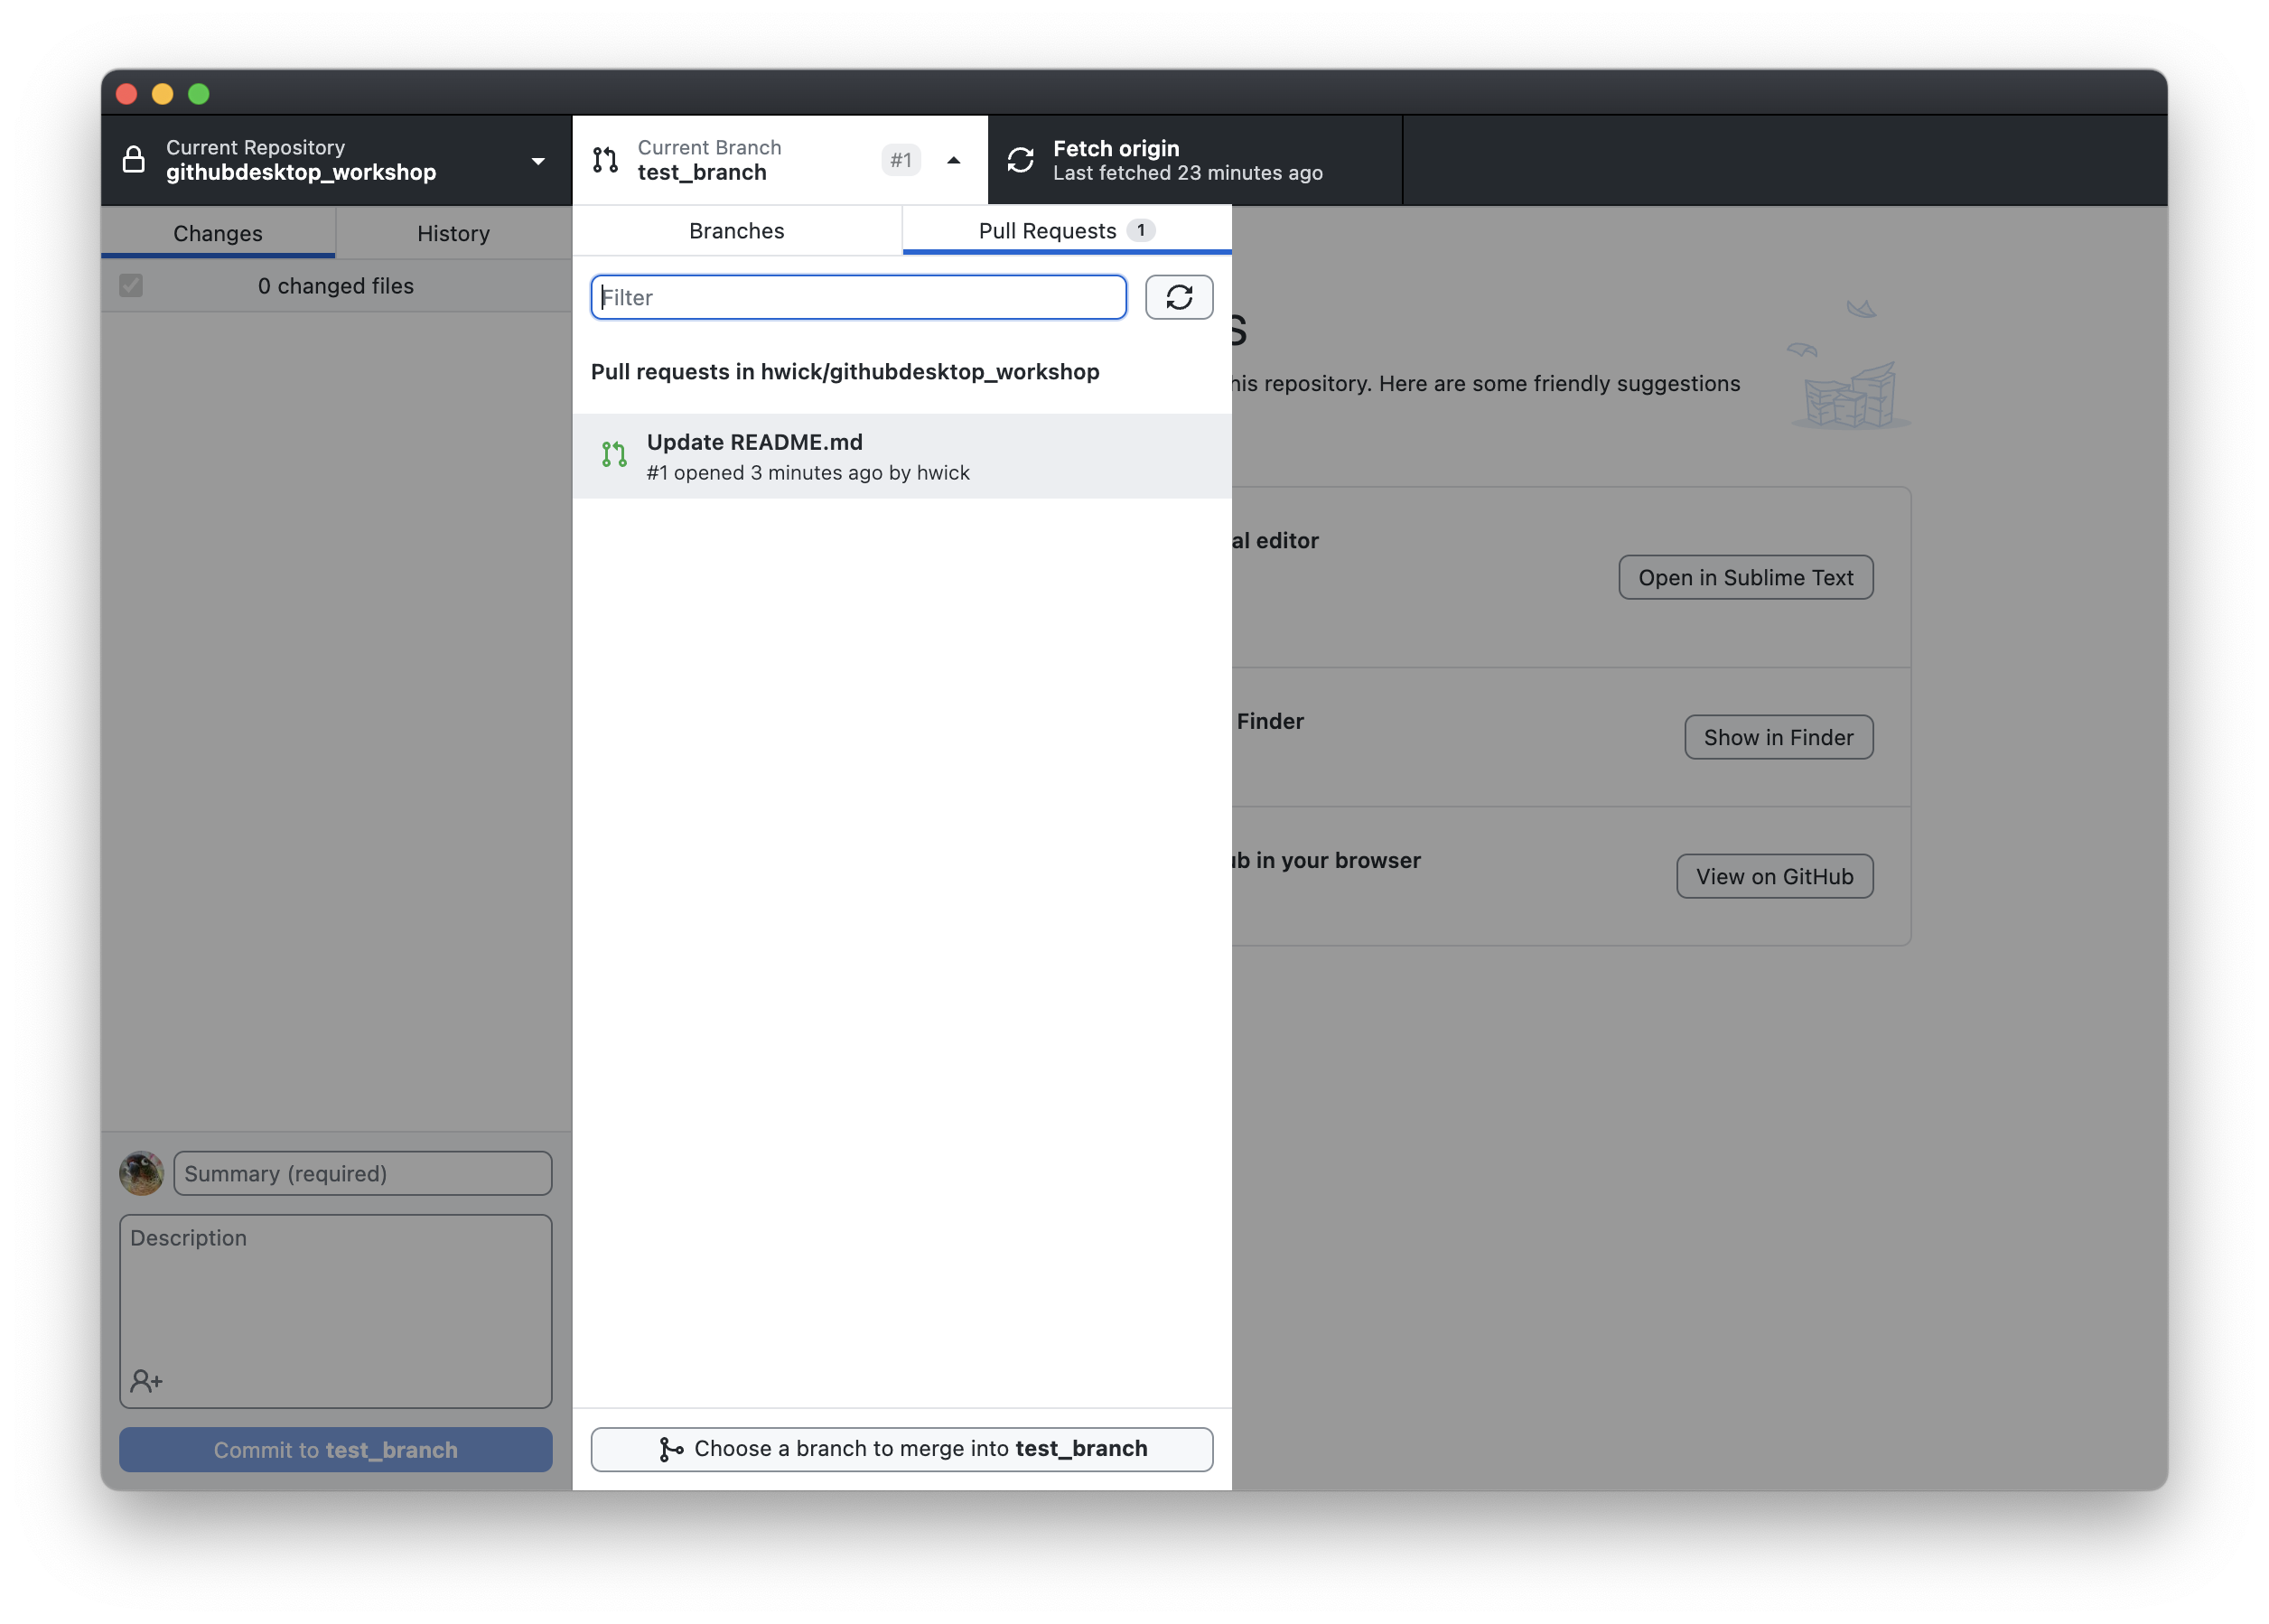 Current Repository
githubdesktop_workshop
Current Branch
test_branch
#1
Fetch origin
Last fetched 23 minutes ago
Changes
History
Branches
Pull Requests 1
0 changed files
Filter
Pull requests in hwick/githubdesktop_workshop
repository. Here are some friendly suggestions
Update README.md
#1 opened 3 minutes ago by hwick
editor
Open in Sublime Text
Finder
Show in Finder
in your browser
View on GitHub
Summary (required)
Description
Commit to test_branch
Choose a branch to merge into test_branch